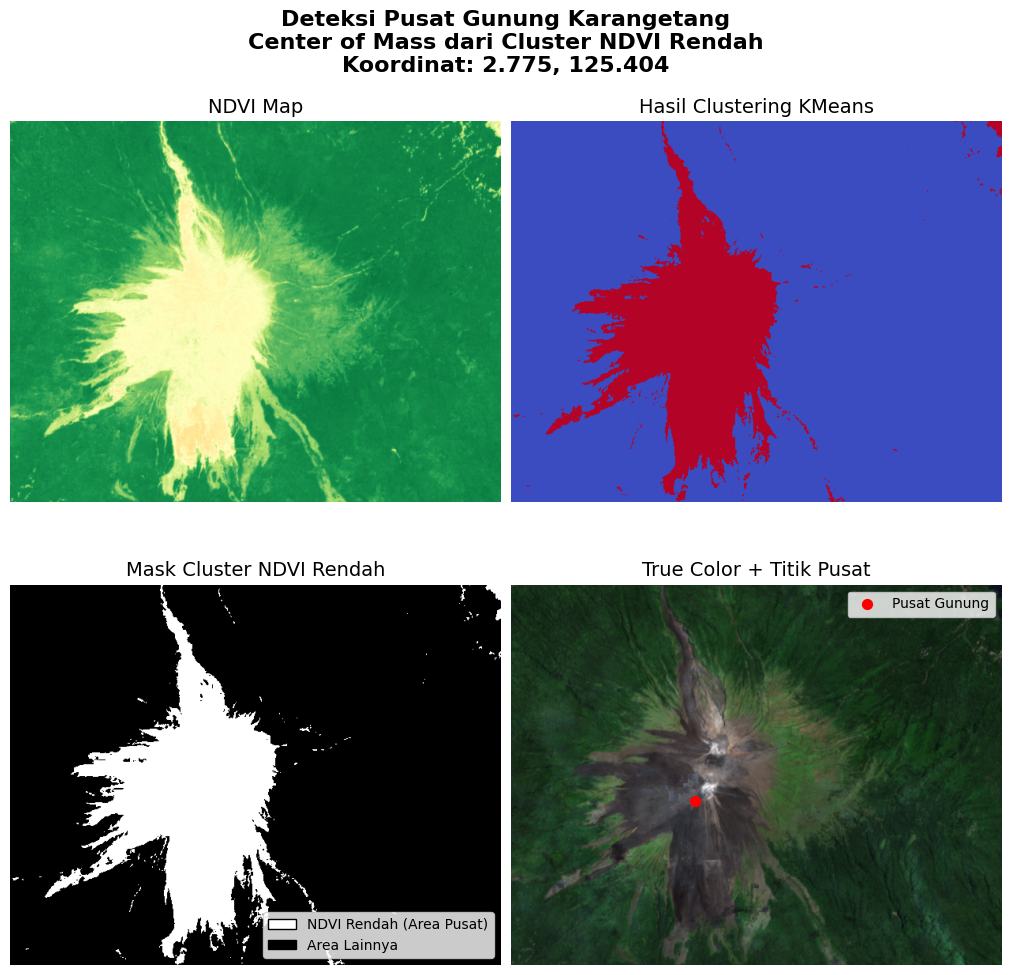 Deteksi Pusat Gunung Karangetang
Center of Mass dari Cluster NDVI Rendah
Koordinat: 2.775, 125.404
NDVI Map
Hasil Clustering KMeans
Mask Cluster NDVI Rendah
NDVI Rendah (Area Pusat)
Area Lainnya
True Color + Titik Pusat
Pusat Gunung